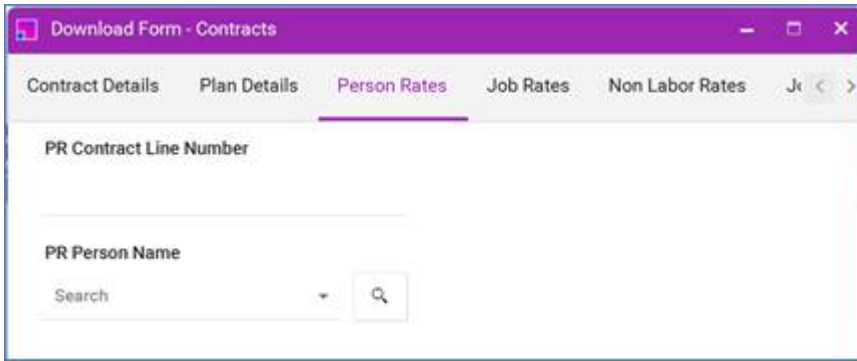 Download Form - Contracts
Contract Details Plan Details Person Rates Job Rates Non Labor Rates
PR Contract Line Number
PR Person Name
Search